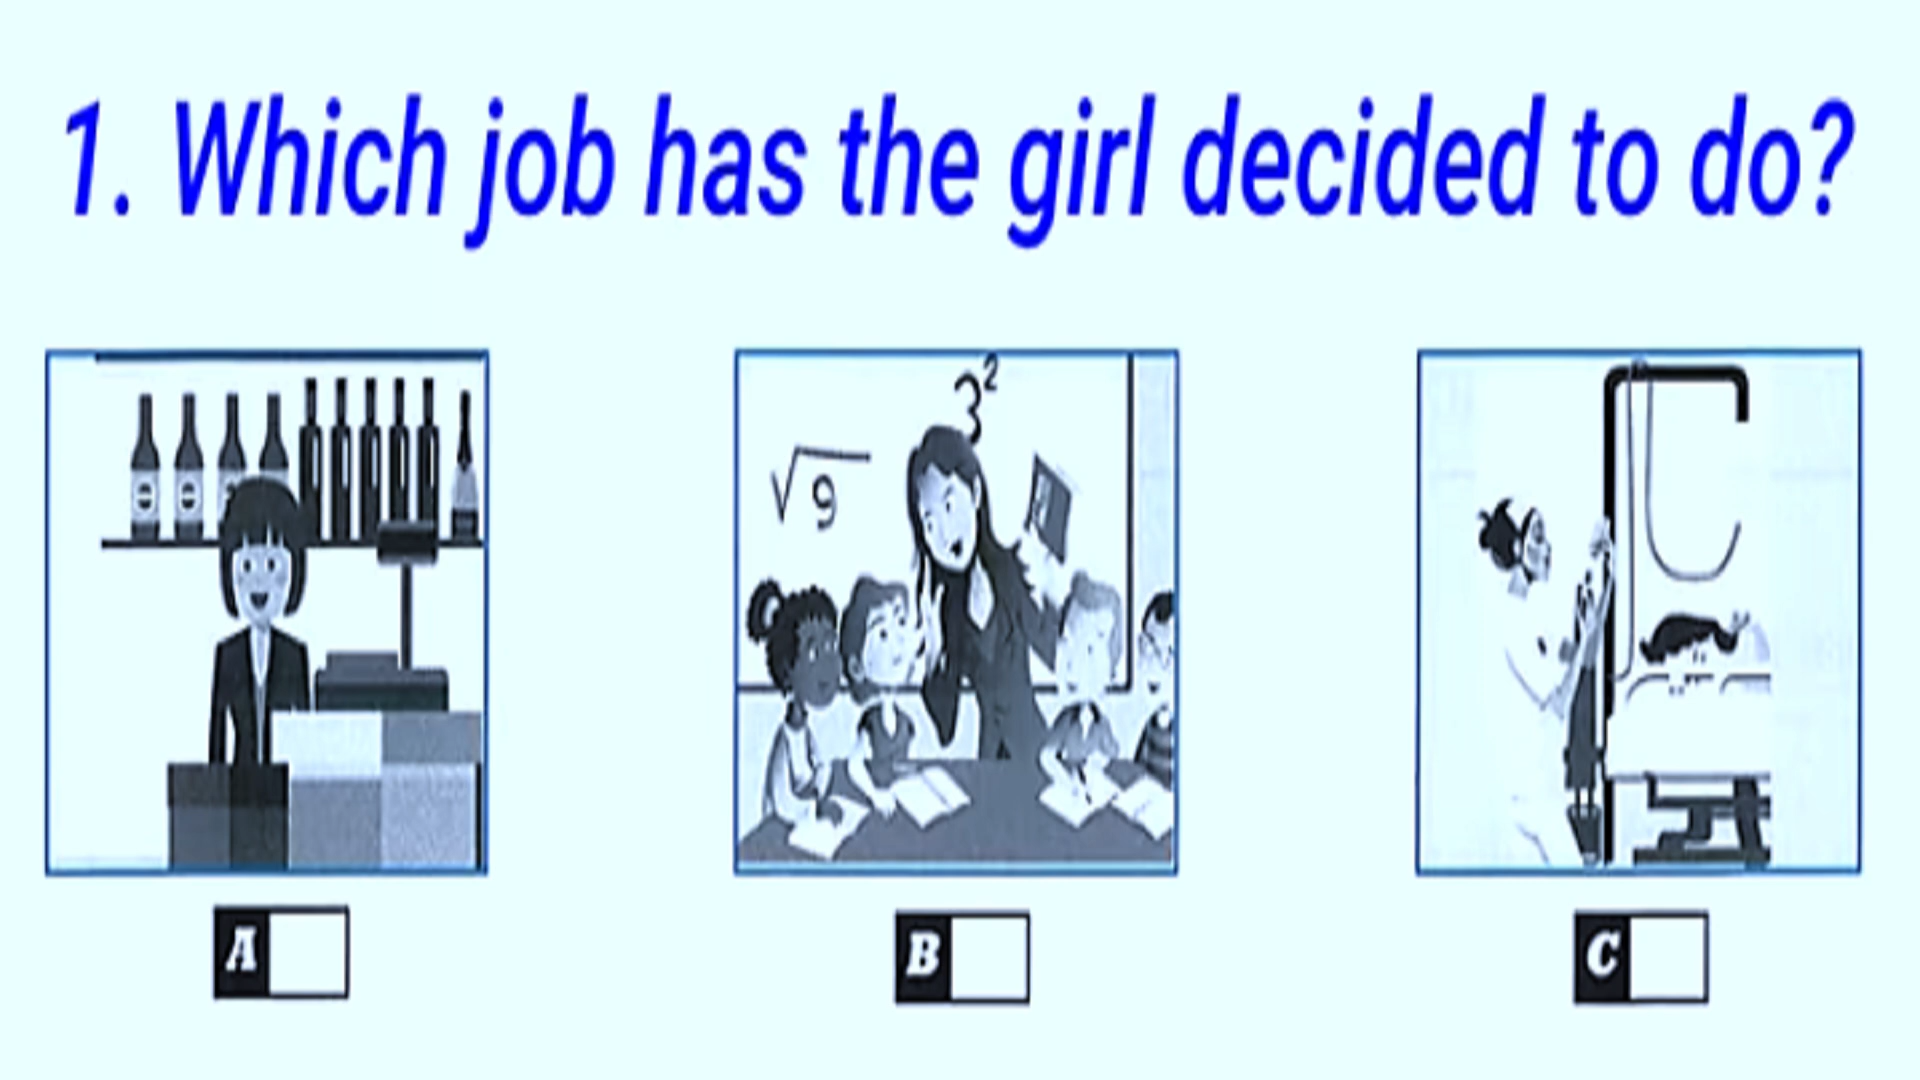 1. Which job has the girl decided to do?
3²
√9
A
B
C